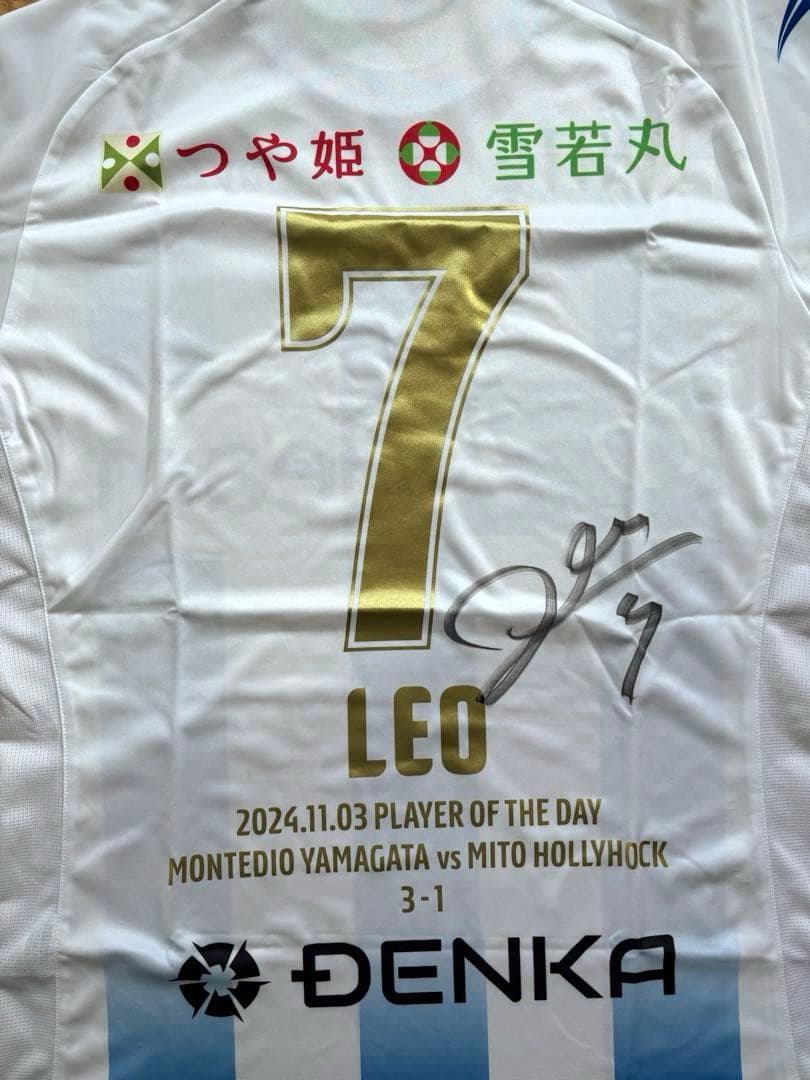 つや姫 雪若丸
7
LEO
2024.11.03 PLAYER OF THE DAY
MONTEDIO YAMAGATA vs MITO HOLLYHOCK
3-1
DENKA